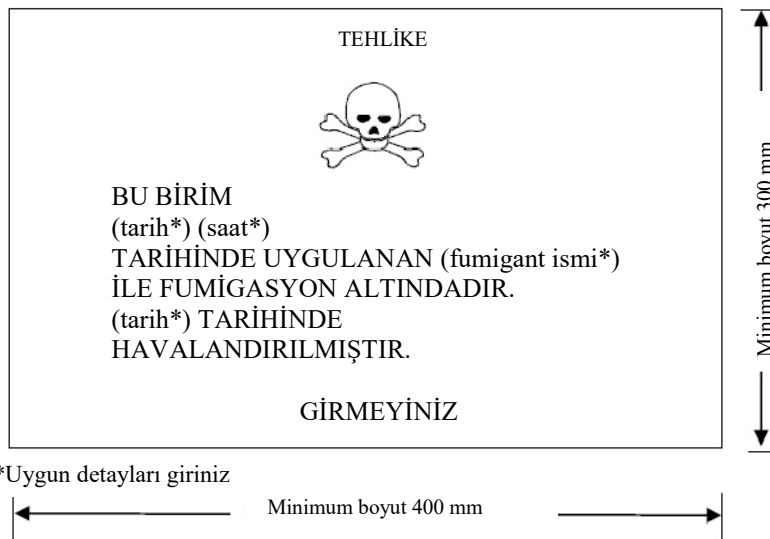 TEHLİKE
BU BİRİM
(tarih*) (saat*)
TARİHİNDE UYGULANAN (fumigant ismi*)
İLE FUMİGASYON ALTINDADIR.
(tarih*) TARİHİNDE
HAVALANDIRILMIŞTIR.
GİRMEYİNİZ
Minimum boyut 300 mm
*Uygun detayları giriniz
Minimum boyut 400 mm